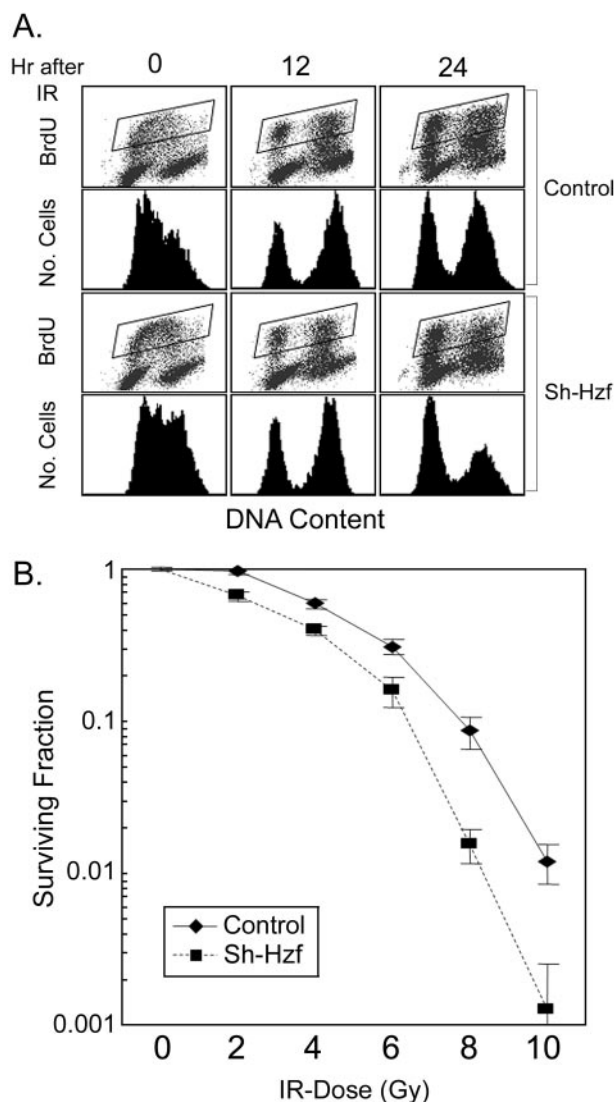 A.
Hr after IR
0 12 24
BrdU
No. Cells
Control
BrdU
No. Cells
Sh-Hzf
DNA Content
B.
Surviving Fraction
1
0.1
0.01
0.001
Control
Sh-Hzf
0 2 4 6 8 10
IR-Dose (Gy)